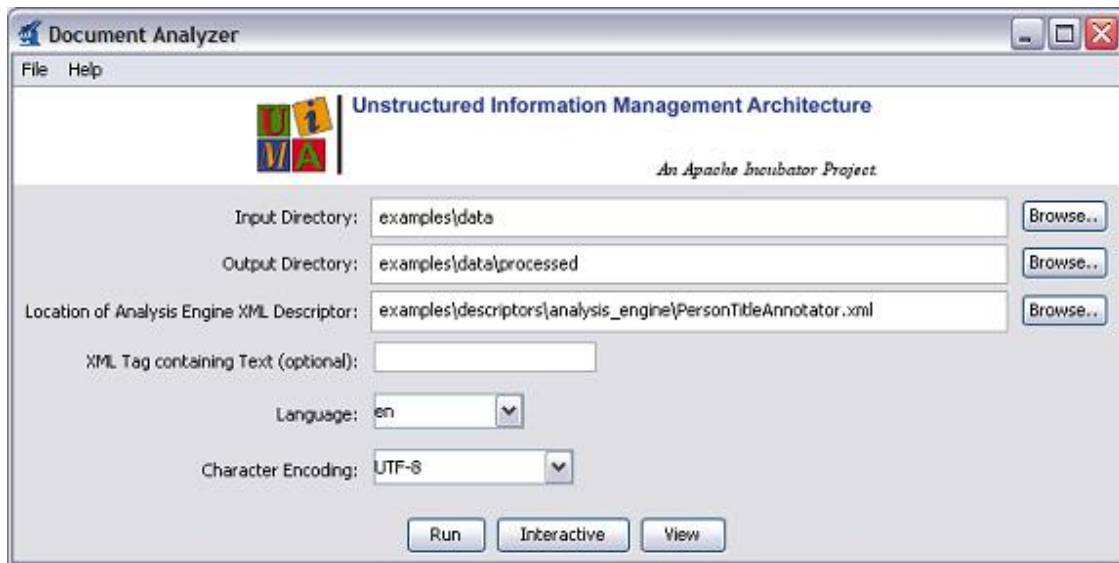 Document Analyzer
File Help
UiMA
Unstructured Information Management Architecture
An Apache Incubator Project
Input Directory: examples\data Browse..
Output Directory: examples\data\processed Browse..
Location of Analysis Engine XML Descriptor: examples\descriptors\analysis_engine\PersonTitleAnnotator.xml Browse..
XML Tag containing Text (optional):
Language: en
Character Encoding: UTF-8
Run Interactive View